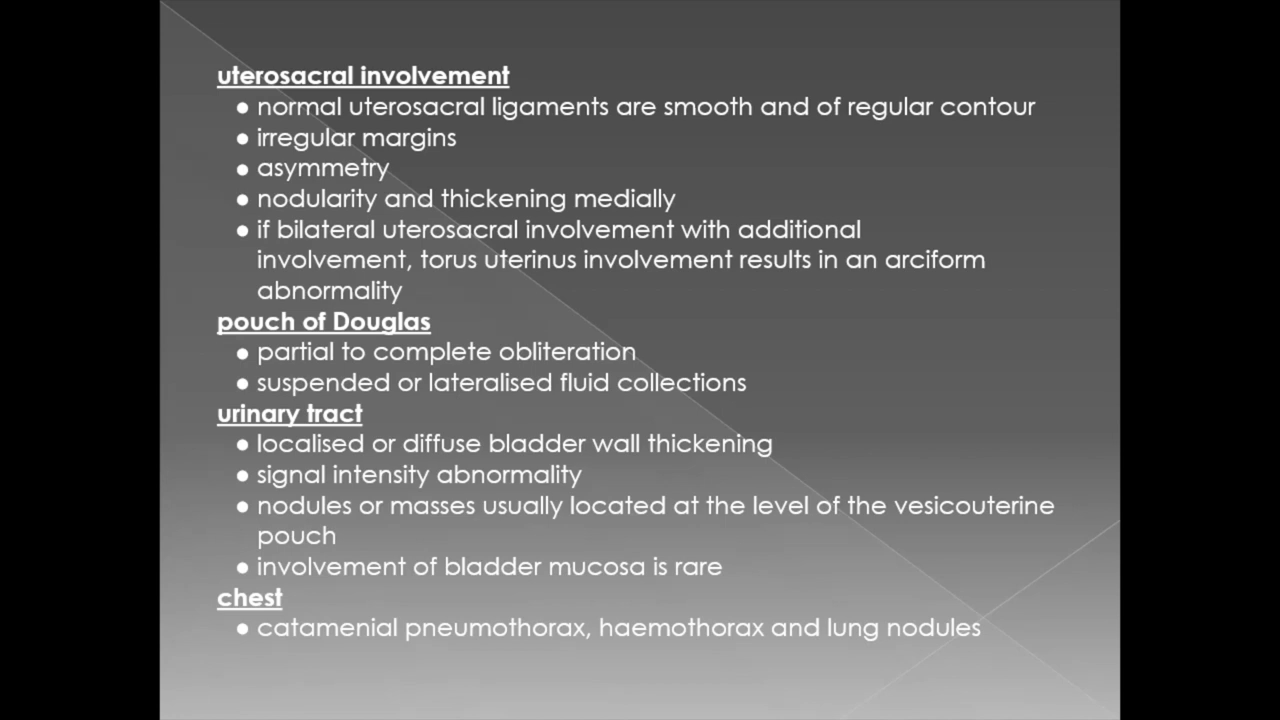 uterosacral involvement
● normal uterosacral ligaments are smooth and of regular contour
● irregular margins
● asymmetry
● nodularity and thickening medially
● if bilateral uterosacral involvement with additional
involvement, torus uterinus involvement results in an arciform
abnormality
pouch of Douglas
● partial to complete obliteration
● suspended or lateralised fluid collections
urinary tract
● localised or diffuse bladder wall thickening
● signal intensity abnormality
● nodules or masses usually located at the level of the vesicouterine
pouch
● involvement of bladder mucosa is rare
chest
● catamenial pneumothorax, haemothorax and lung nodules